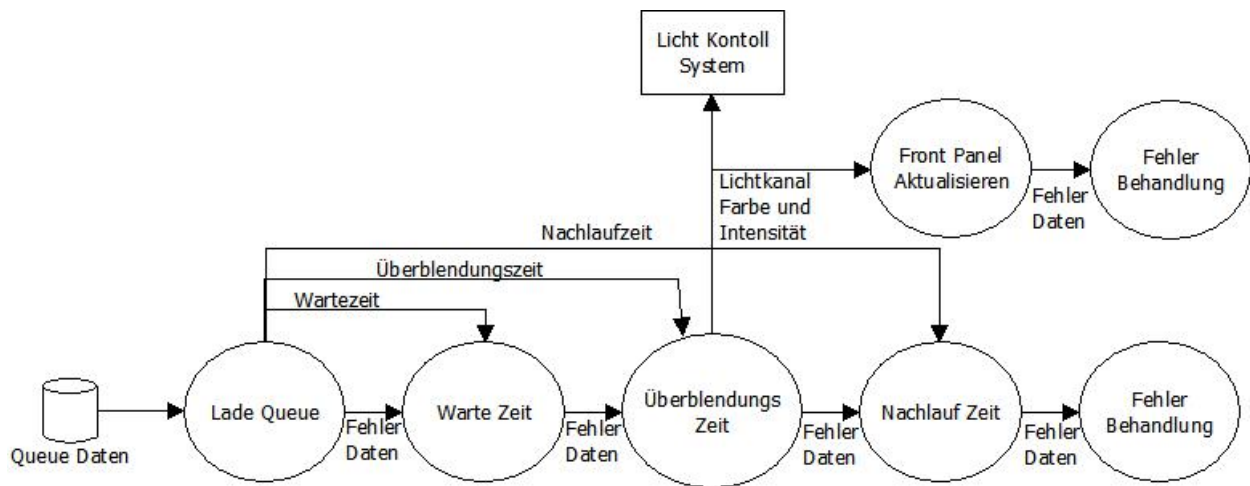 Licht Kontoll
System
Front Panel
Aktualisieren
Fehler
Behandlung
Fehler
Daten
Lichtkanal
Farbe und
Intensität
Nachlaufzeit
Überblendungszeit
Wartezeit
Queue Daten
Lade Queue
Fehler
Daten
Warte Zeit
Fehler
Daten
Überblendungs
Zeit
Fehler
Daten
Nachlauf Zeit
Fehler
Daten
Fehler
Behandlung